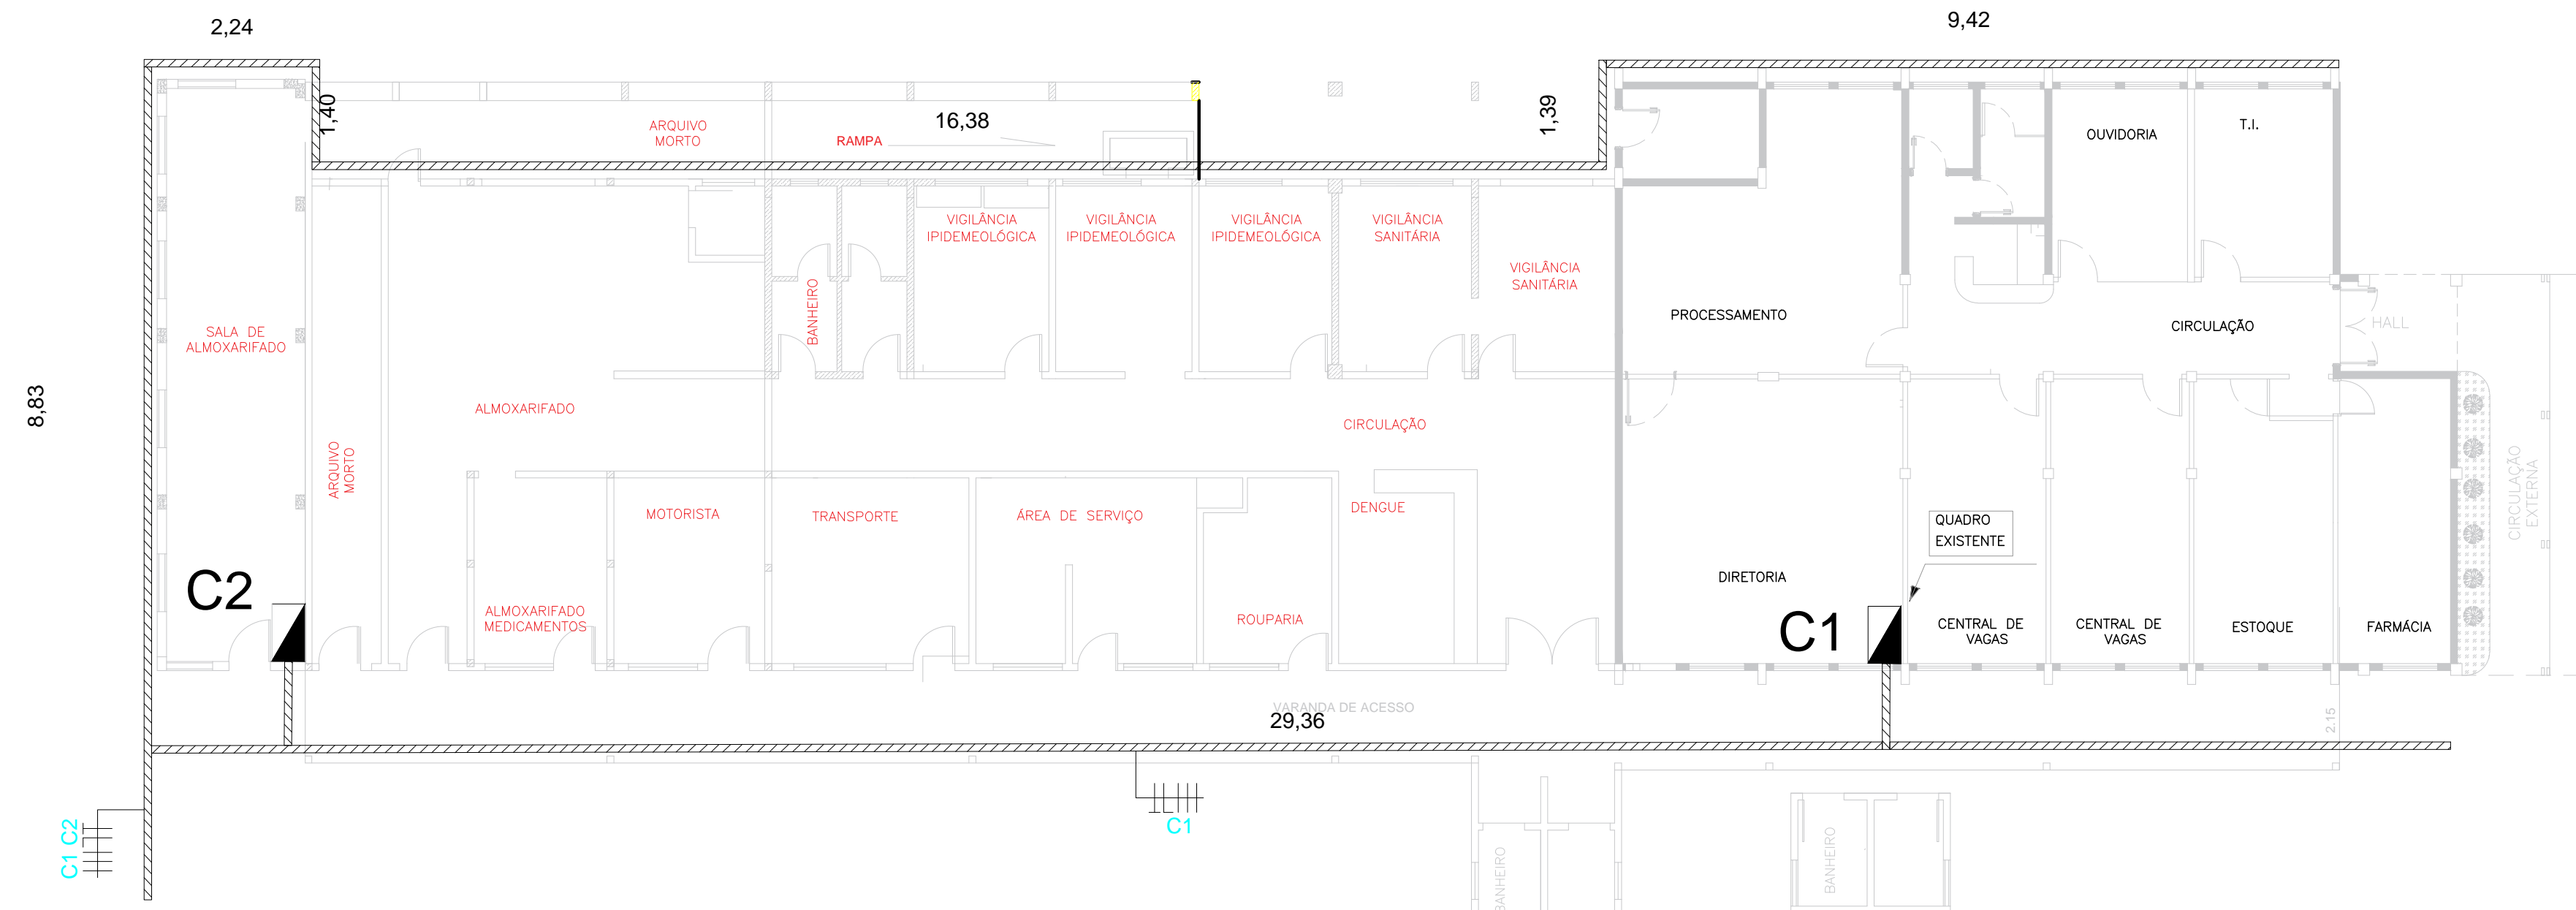 2,24
9,42
1,40
ARQUIVO
MORTO
RAMPA
16,38
1,39
OUVIDORIA
T.I.
VIGILÂNCIA
IPIDEMEOLÓGICA
VIGILÂNCIA
IPIDEMEOLÓGICA
VIGILÂNCIA
IPIDEMEOLÓGICA
VIGILÂNCIA
SANITÁRIA
VIGILÂNCIA
SANITÁRIA
BANHEIRO
SALA DE
ALMOXARIFADO
PROCESSAMENTO
CIRCULAÇÃO
HALL
8,83
ALMOXARIFADO
CIRCULAÇÃO
ARQUIVO
MORTO
MOTORISTA
TRANSPORTE
ÁREA DE SERVIÇO
DENGUE
QUADRO
EXISTENTE
CIRCULAÇÃO
EXTERNA
C2
DIRETORIA
ALMOXARIFADO
MEDICAMENTOS
ROUPARIA
C1
CENTRAL DE
VAGAS
CENTRAL DE
VAGAS
ESTOQUE
FARMÁCIA
VARANDA DE ACESSO
29,36
2.15
C1 C2
C1
BANHEIRO
BANHEIRO